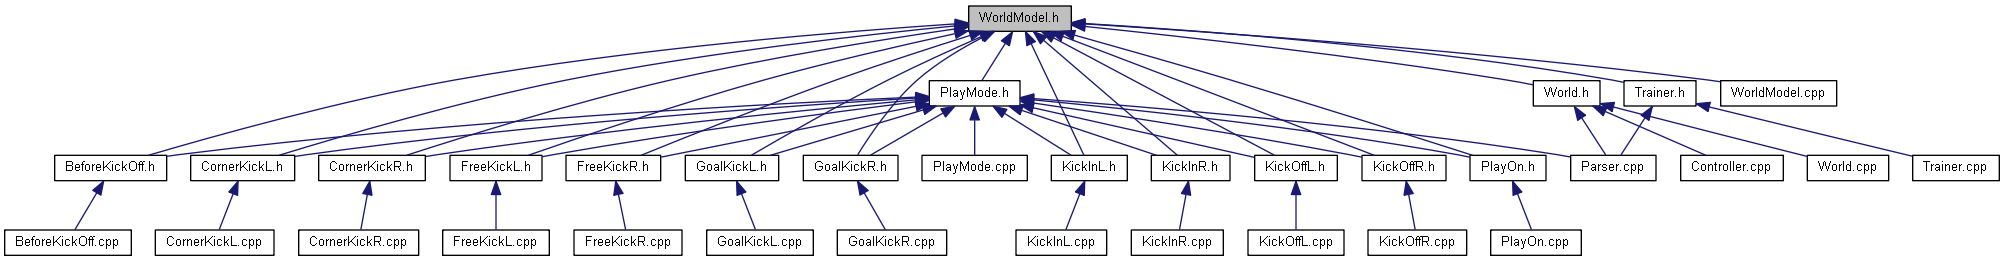 WorldModel.h
PlayMode.h
World.h
Trainer.h
WorldModel.cpp
BeforeKickOff.h
CornerKickL.h
CornerKickR.h
FreeKickL.h
FreeKickR.h
GoalKickL.h
GoalKickR.h
PlayMode.cpp
KickInL.h
KickInR.h
KickOffL.h
KickOffR.h
PlayOn.h
Parser.cpp
Controller.cpp
World.cpp
Trainer.cpp
BeforeKickOff.cpp
CornerKickL.cpp
CornerKickR.cpp
FreeKickL.cpp
FreeKickR.cpp
GoalKickL.cpp
GoalKickR.cpp
KickInL.cpp
KickInR.cpp
KickOffL.cpp
KickOffR.cpp
PlayOn.cpp